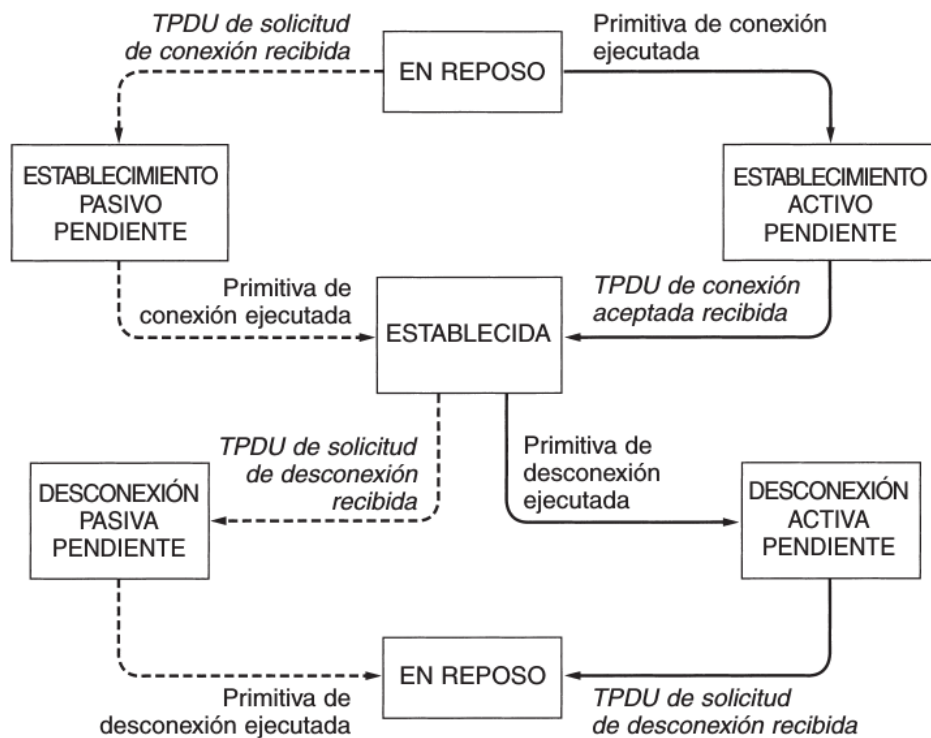 TPDU de solicitud
de conexión recibida
EN REPOSO
Primitiva de conexión
ejecutada
ESTABLECIMIENTO
PASIVO
PENDIENTE
ESTABLECIMIENTO
ACTIVO
PENDIENTE
Primitiva de
conexión ejecutada
ESTABLECIDA
TPDU de conexión
aceptada recibida
TPDU de solicitud
de desconexión
recibida
Primitiva de
desconexión
ejecutada
DESCONEXIÓN
PASIVA
PENDIENTE
DESCONEXIÓN
ACTIVA
PENDIENTE
Primitiva de
desconexión ejecutada
EN REPOSO
TPDU de solicitud
de desconexión recibida